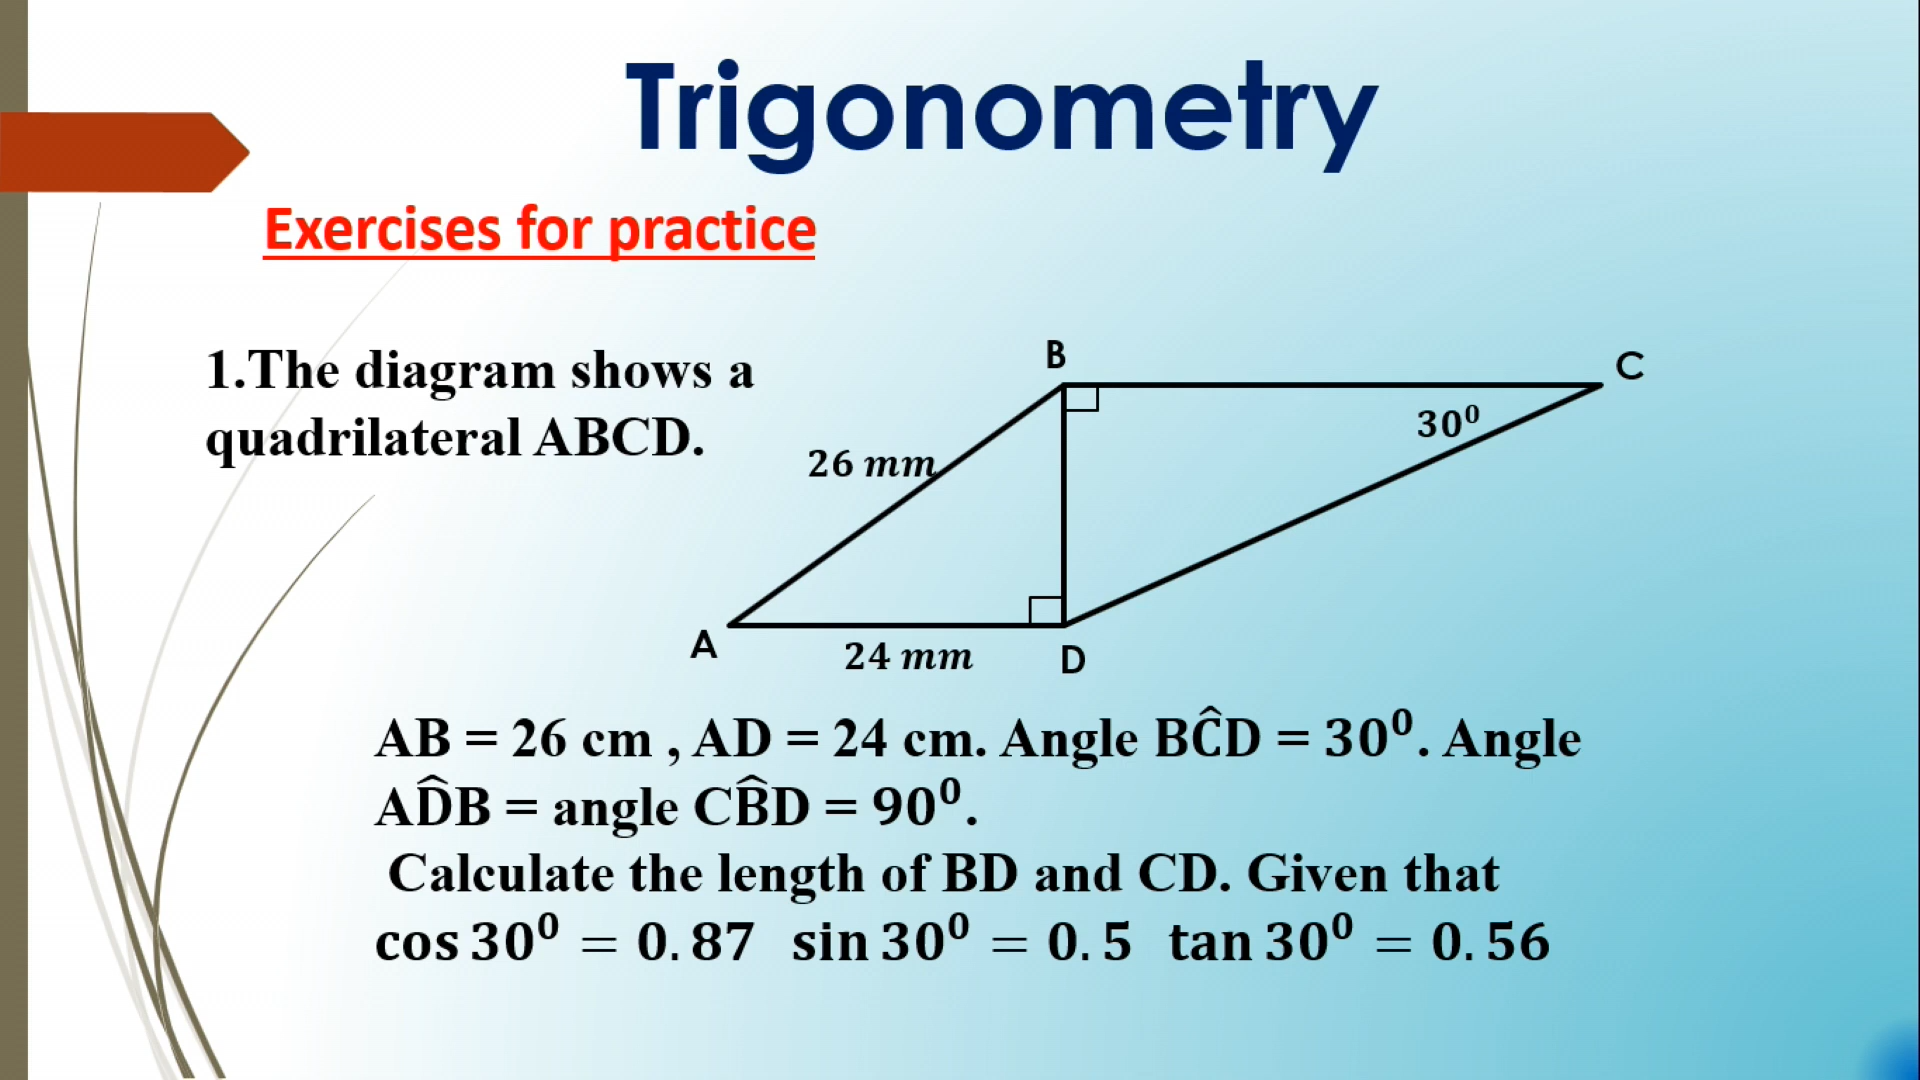 Trigonometry
Exercises for practice
1.The diagram shows a
quadrilateral ABCD.
B
C
30⁰
26 mm
A
24 mm
D
AB = 26 cm , AD = 24 cm. Angle BĈD = 30⁰. Angle
AD̂B = angle CB̂D = 90⁰.
Calculate the length of BD and CD. Given that
cos 30⁰ = 0.87 sin 30⁰ = 0.5 tan 30⁰ = 0.56